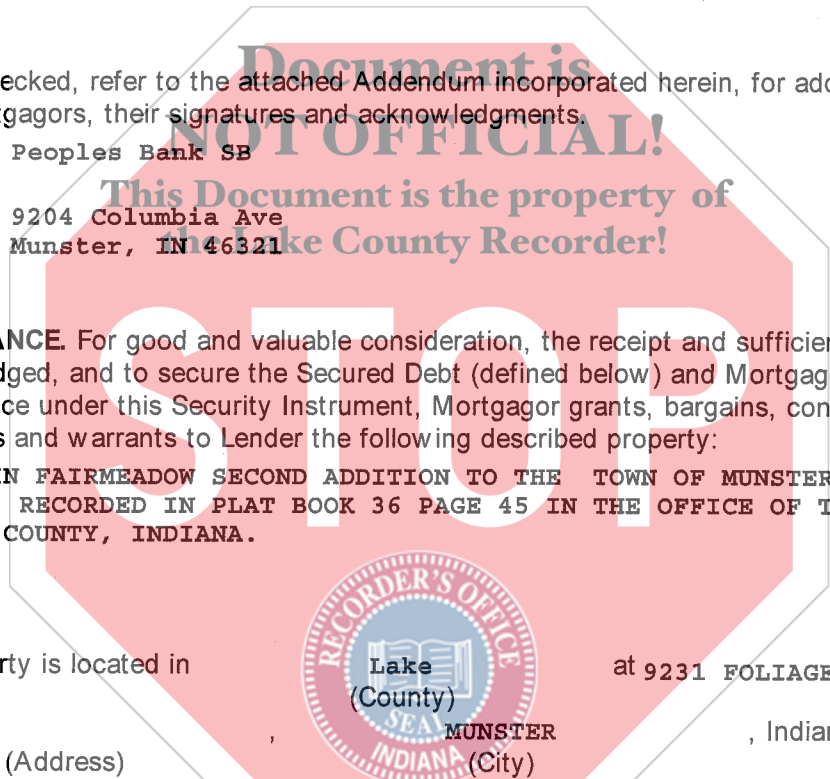 Document is
ecked, refer to the attached Addendum incorporated herein, for add
tgagors, their signatures and acknowledgments.
NOT OFFICIAL!
Peoples Bank SB
This Document is the property of
9204 Columbia Ave
the Lake County Recorder!
Munster, IN 46321
STOP
ANCE. For good and valuable consideration, the receipt and sufficien
dged, and to secure the Secured Debt (defined below) and Mortgag
ce under this Security Instrument, Mortgagor grants, bargains, con
s and warrants to Lender the following described property:
IN FAIRMEADOW SECOND ADDITION TO THE TOWN OF MUNSTER
RECORDED IN PLAT BOOK 36 PAGE 45 IN THE OFFICE OF T
COUNTY, INDIANA.
RECORDER'S OFFICE
rty is located in Lake at 9231 FOLIAGE
(County)
SEAL
, MUNSTER , Indian
(Address) (City)
INDIANA